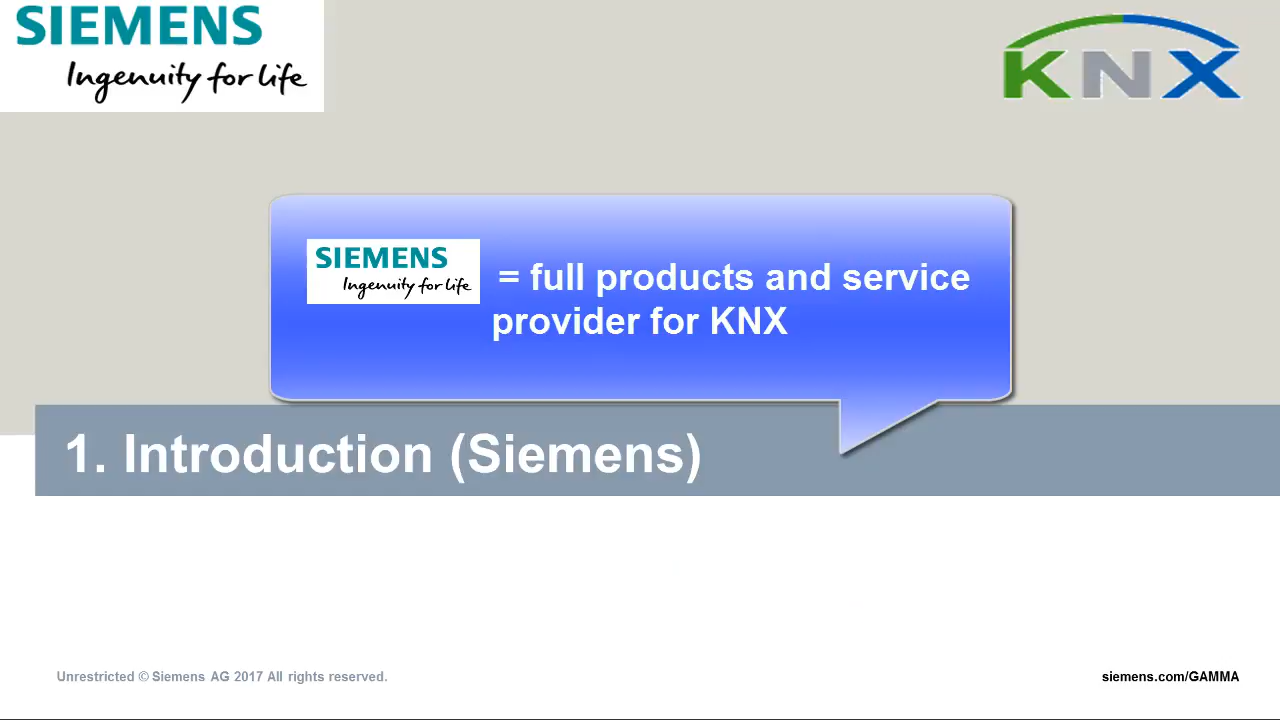 SIEMENS
Ingenuity for life
KNX
SIEMENS
Ingenuity for life
= full products and service
provider for KNX
1. Introduction (Siemens)
Unrestricted © Siemens AG 2017 All rights reserved.
siemens.com/GAMMA